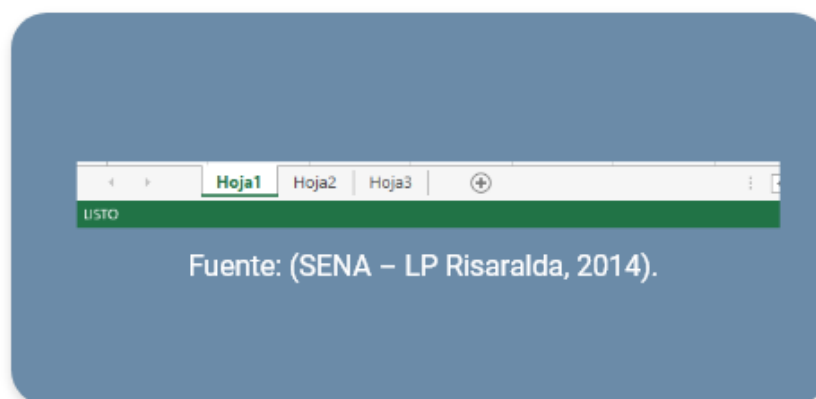 Hoja1 Hoja2 Hoja3
LISTO
Fuente: (SENA – LP Risaralda, 2014).